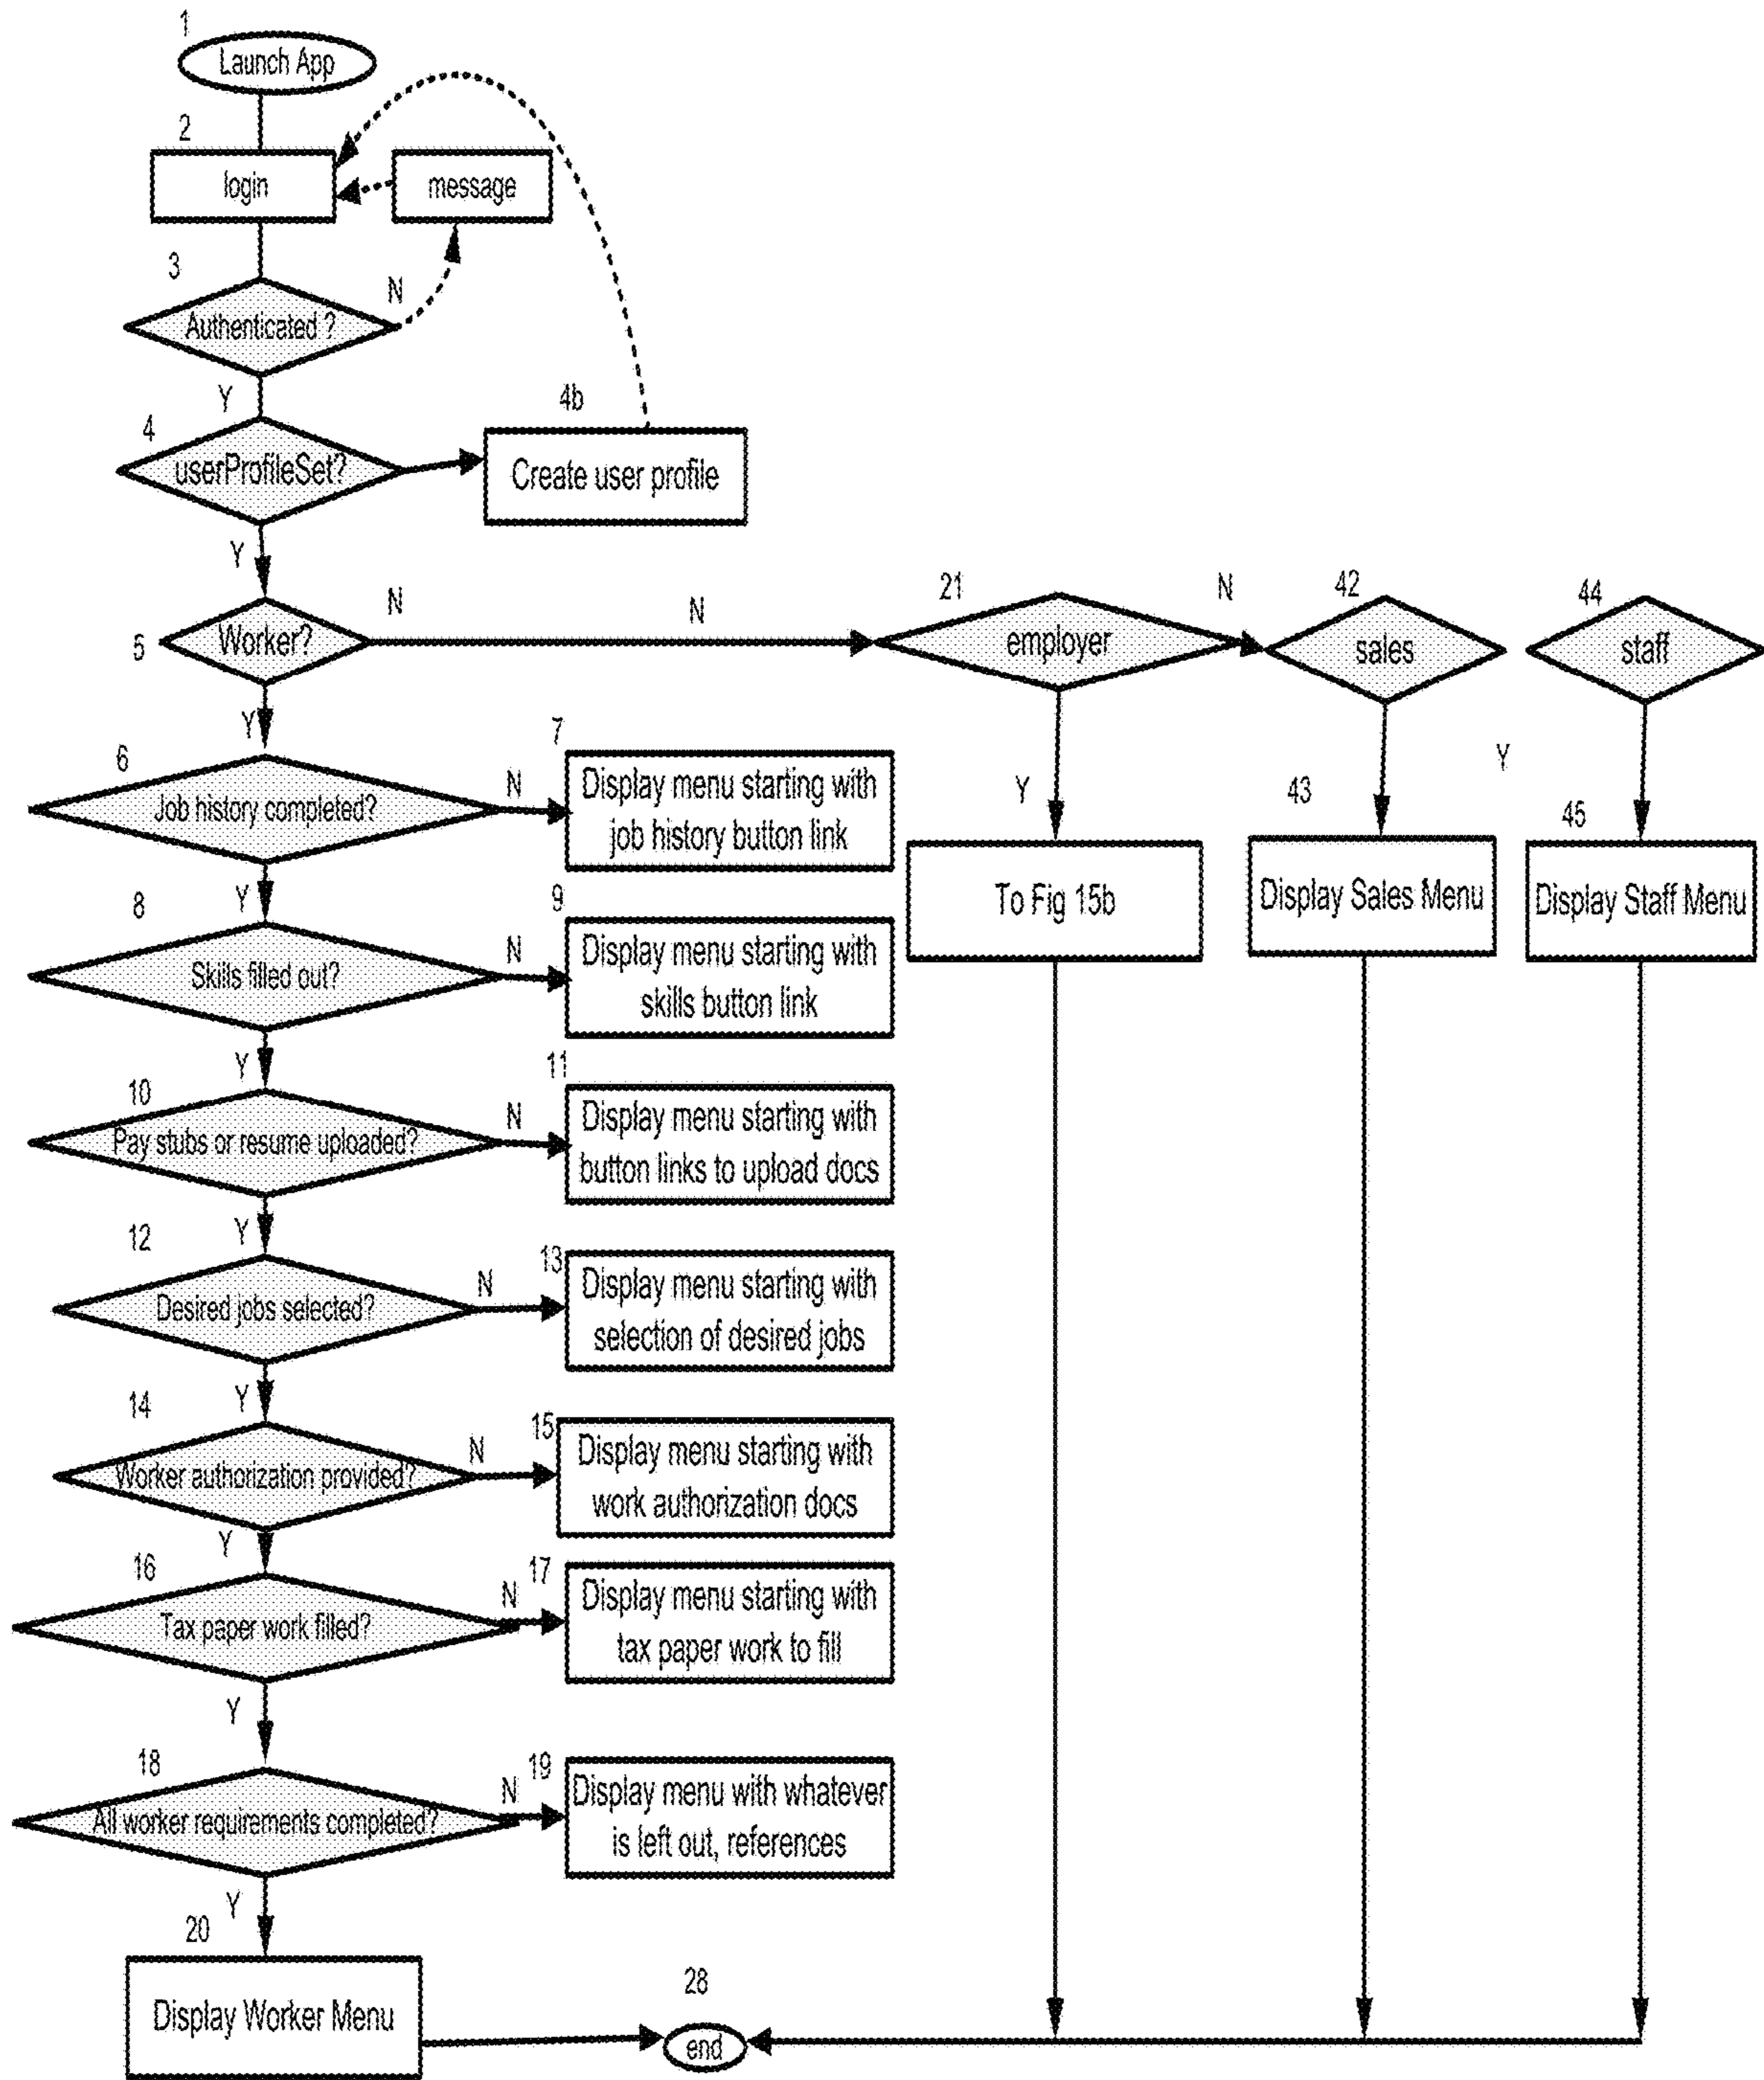 1
Launch App
2
login
message
3
N
Authenticated ?
Y
4
4b
userProfileSet?
Create user profile
Y
N
N
21
N
42
44
5
Worker?
employer
sales
staff
Y
6
N
7
Display menu starting with
job history button link
Job history completed?
Y
Y
43
45
To Fig 15b
Display Sales Menu
Display Staff Menu
Y
8
N
9
Display menu starting with
skills button link
Skills filled out?
Y
10
N
11
Display menu starting with
button links to upload docs
Pay stubs or resume uploaded?
Y
12
N
13
Display menu starting with
selection of desired jobs
Desired jobs selected?
Y
14
N
15
Display menu starting with
work authorization docs
Worker authorization provided?
Y
16
N
17
Display menu starting with
tax paper work to fill
Tax paper work filled?
Y
18
N
19
Display menu with whatever
is left out, references
All worker requirements completed?
Y
20
Display Worker Menu
28
end